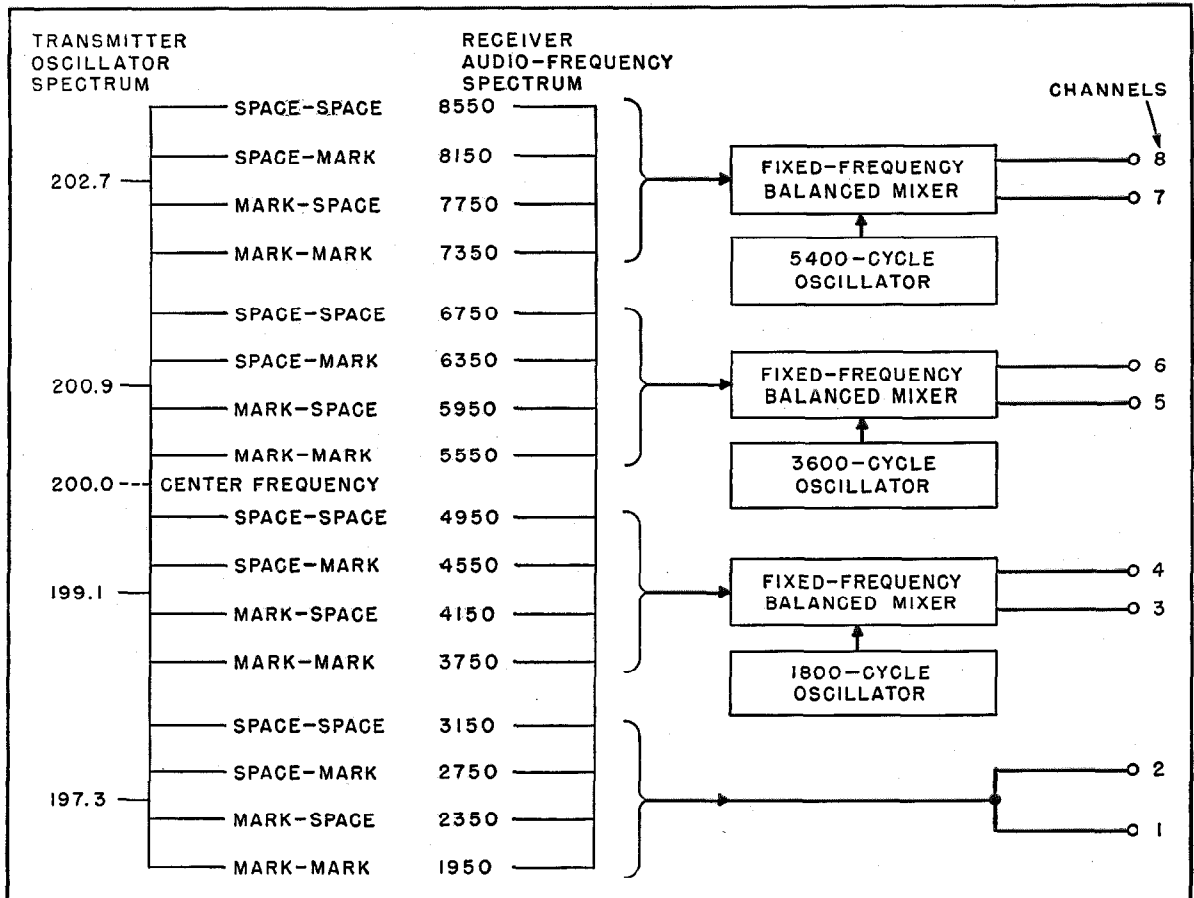 TRANSMITTER
OSCILLATOR
SPECTRUM
RECEIVER
AUDIO-FREQUENCY
SPECTRUM
CHANNELS
SPACE-SPACE 8550
SPACE-MARK 8150
202.7
MARK-SPACE 7750
MARK-MARK 7350
FIXED-FREQUENCY
BALANCED MIXER
8
7
5400-CYCLE
OSCILLATOR
SPACE-SPACE 6750
SPACE-MARK 6350
200.9
MARK-SPACE 5950
MARK-MARK 5550
FIXED-FREQUENCY
BALANCED MIXER
6
5
3600-CYCLE
OSCILLATOR
200.0 --- CENTER FREQUENCY
SPACE-SPACE 4950
SPACE-MARK 4550
199.1
MARK-SPACE 4150
MARK-MARK 3750
FIXED-FREQUENCY
BALANCED MIXER
4
3
1800-CYCLE
OSCILLATOR
SPACE-SPACE 3150
SPACE-MARK 2750
197.3
MARK-SPACE 2350
MARK-MARK 1950
2
1